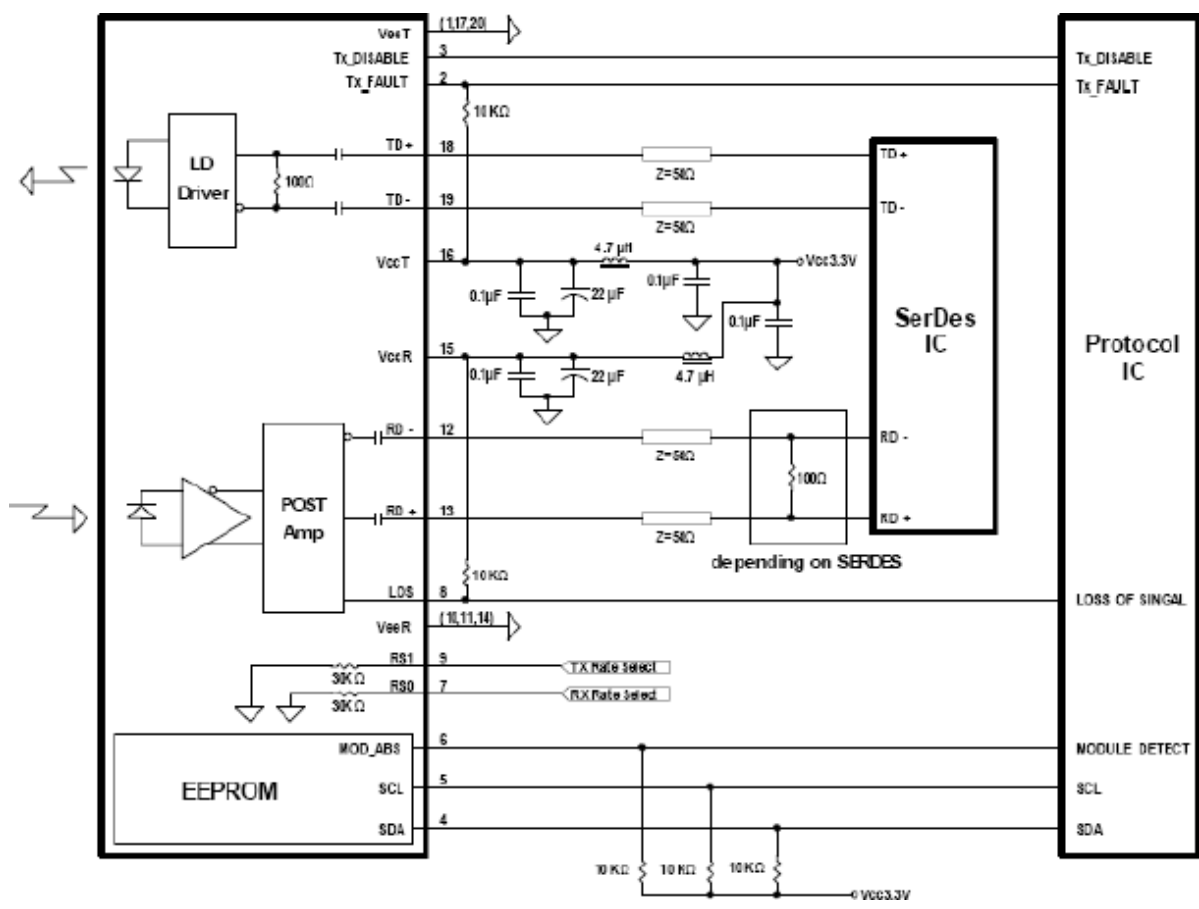 VeeT (1,17,20)
Tx_DISABLE 3 Tx_DISABLE
Tx_FAULT 2 Tx_FAULT
10 KΩ
LD
Driver
100Ω
TD+ 18 Z=50Ω TD+
TD - 19 Z=50Ω TD -
VccT 16 4.7 µH Vcc3.3V
0.1µF 22 µF 0.1µF
0.1µF
SerDes
IC
Protocol
IC
VccR 15
0.1µF 22 µF 4.7 µH
RD - 12 Z=50Ω RD -
100Ω
POST
Amp
RD + 13 Z=50Ω RD +
depending on SERDES
10 KΩ
LOS 8 LOSS OF SINGAL
VeeR (10,11,14)
RS1 9 TX Rate Select
30KΩ
RS0 7 RX Rate Select
30KΩ
MOD_ABS 6 MODULE DETECT
EEPROM
SCL 5 SCL
SDA 4 SDA
10 KΩ 10 KΩ 10 KΩ
Vcc3.3V